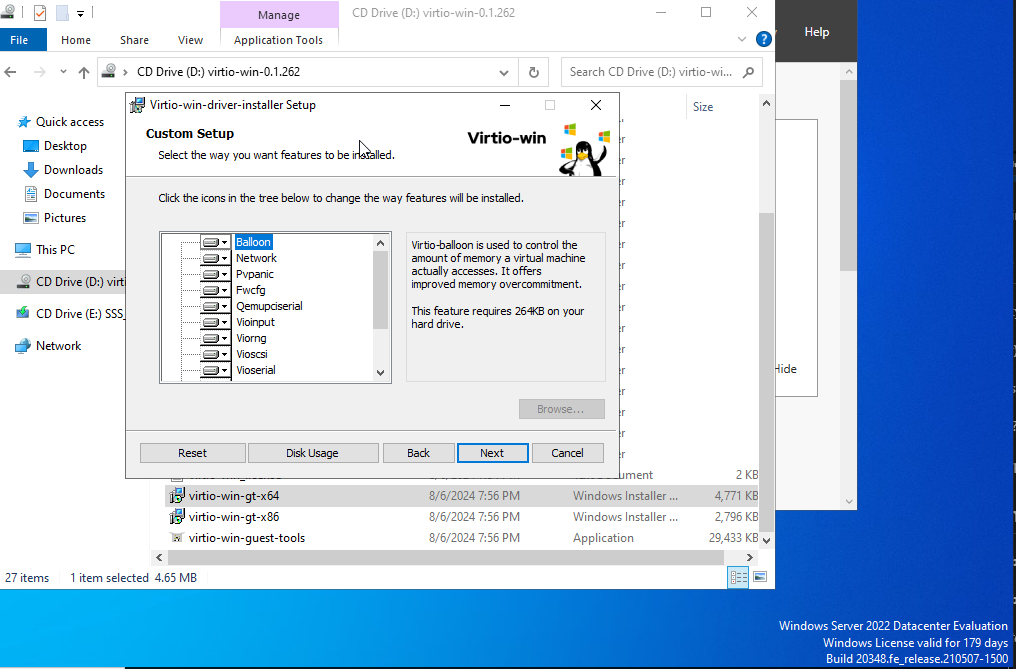 Manage
CD Drive (D:) virtio-win-0.1.262
File
Home
Share
View
Application Tools
Help
CD Drive (D:) virtio-win-0.1.262
Search CD Drive (D:) virtio-wi...
Quick access
Desktop
Downloads
Documents
Pictures
This PC
CD Drive (D:) virti
CD Drive (E:) SSS_
Network
Size
Virtio-win-driver-installer Setup
Custom Setup
Select the way you want features to be installed.
Virtio-win
Click the icons in the tree below to change the way features will be installed.
Balloon
Network
Pvpanic
Fwcfg
Qemupciserial
Vioinput
Viorng
Vioscsi
Vioserial
Virtio-balloon is used to control the
amount of memory a virtual machine
actually accesses. It offers
improved memory overcommitment.
This feature requires 264KB on your
hard drive.
Browse...
Reset
Disk Usage
Back
Next
Cancel
Hide
2 KB
virtio-win-gt-x64 8/6/2024 7:56 PM Windows Installer ... 4,771 KB
virtio-win-gt-x86 8/6/2024 7:56 PM Windows Installer ... 2,796 KB
virtio-win-guest-tools 8/6/2024 7:56 PM Application 29,433 KB
27 items 1 item selected 4.65 MB
Windows Server 2022 Datacenter Evaluation
Windows License valid for 179 days
Build 20348.fe_release.210507-1500